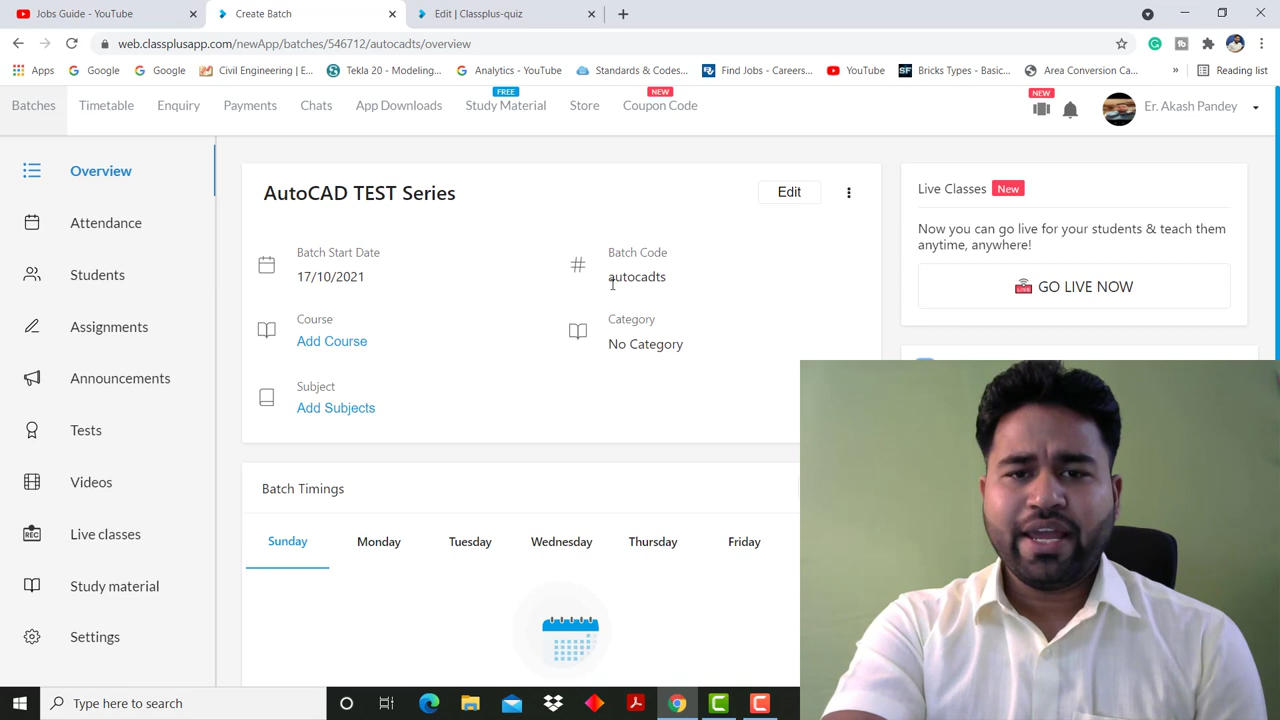 Jobs Guide - YouTube
Create Batch
Edit | Classplus-quiz
web.classplusapp.com/newApp/batches/546712/autocadts/overview
Apps
Google
Google
Civil Engineering | E...
Tekla 20 - Modeling...
Analytics - YouTube
Standards & Codes...
Find Jobs - Careers...
YouTube
Bricks Types - Basic...
Area Conversion Ca...
»
Reading list
Batches
Timetable
Enquiry
Payments
Chats
App Downloads
FREE
Study Material
Store
NEW
Coupon Code
NEW
Er. Akash Pandey
Overview
Attendance
Students
Assignments
Announcements
Tests
Videos
REC
Live classes
Study material
Settings
AutoCAD TEST Series
Edit
Batch Start Date
17/10/2021
Batch Code
autocadts
Course
Add Course
Category
No Category
Subject
Add Subjects
Batch Timings
Sunday
Monday
Tuesday
Wednesday
Thursday
Friday
Live Classes New
Now you can go live for your students & teach them
anytime, anywhere!
LIVE
GO LIVE NOW
Type here to search